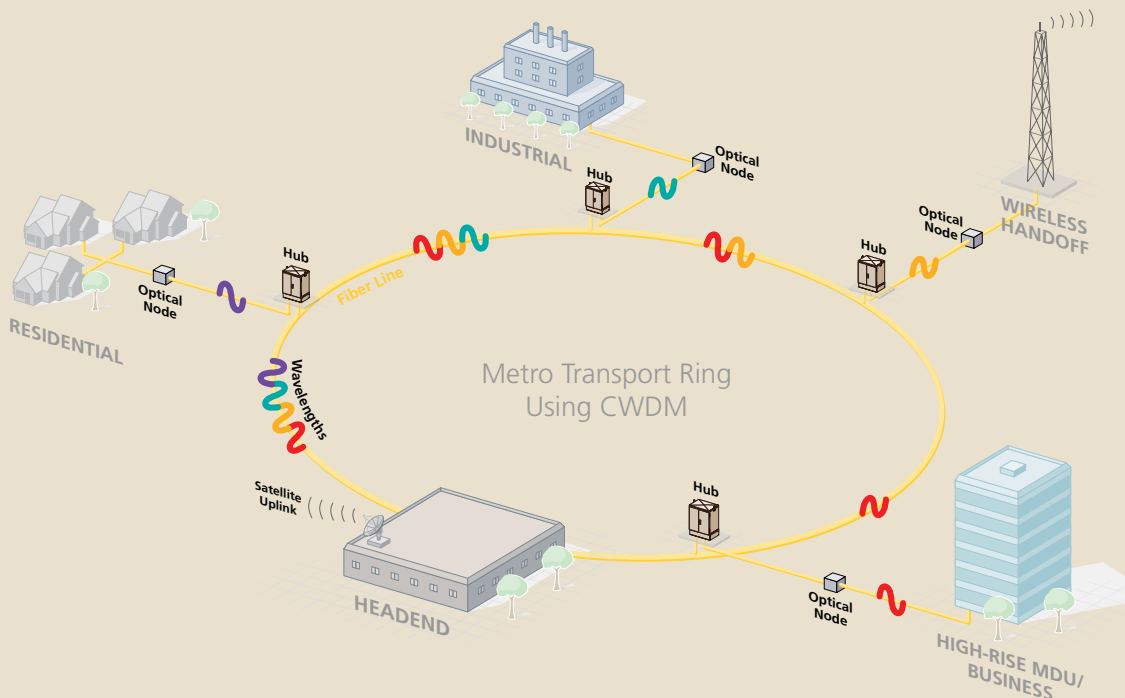 INDUSTRIAL
Optical
Node
Hub
WIRELESS
HANDOFF
Optical
Node
Hub
Hub
Fiber Line
Optical
Node
RESIDENTIAL
Wavelengths
Metro Transport Ring
Using CWDM
Satellite
Uplink
HEADEND
Hub
Optical
Node
HIGH-RISE MDU/
BUSINESS